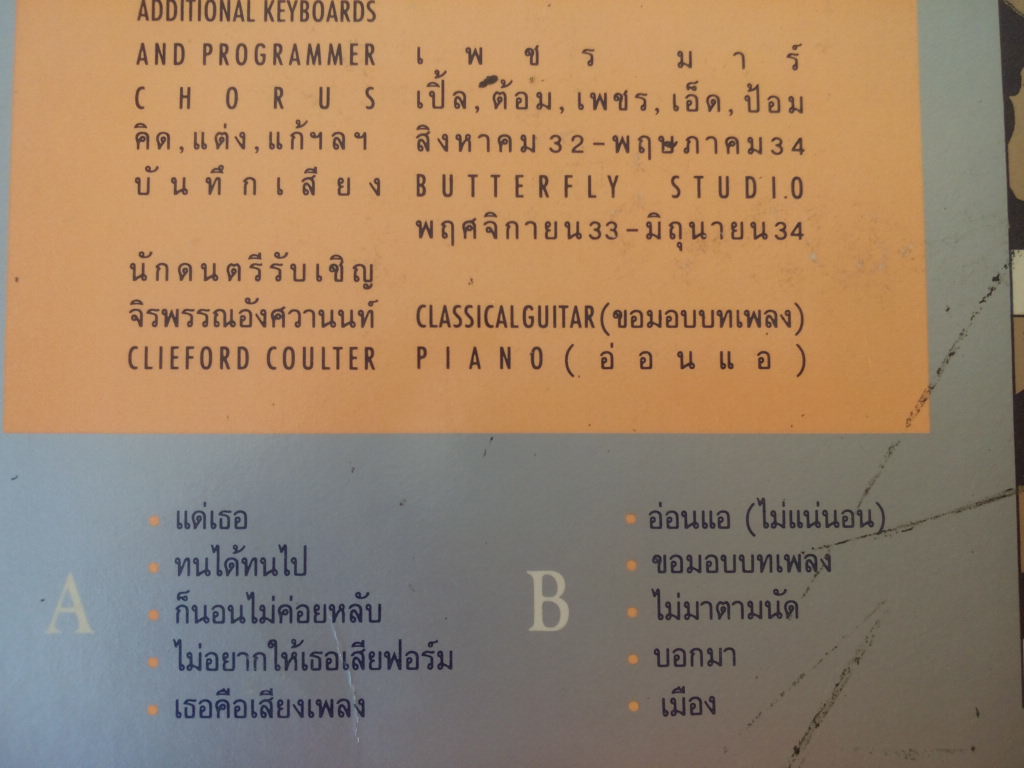 ADDITIONAL KEYBOARDS
AND PROGRAMMER เพชร มาร์
CHORUS เปิ้ล, ต้อม, เพชร, เอ็ด, ป้อม
คิด, แต่ง, แก้ฯลฯ สิงหาคม 32-พฤษภาคม 34
บันทึกเสียง BUTTERFLY STUDI.O
พฤศจิกายน 33-มิถุนายน 34
นักดนตรีรับเชิญ
จิรพรรณอังศวานนท์ CLASSICAL GUITAR (ขอมอบบทเพลง)
CLIEFORD COULTER PIANO (อ่อนแอ)
A
• แด่เธอ
• ทนได้ทนไป
• ก็นอนไม่ค่อยหลับ
• ไม่อยากให้เธอเสียฟอร์ม
• เธอคือเสียงเพลง
B
• อ่อนแอ (ไม่แน่นอน)
• ขอมอบบทเพลง
• ไม่มาตามนัด
• บอกมา
• เมือง